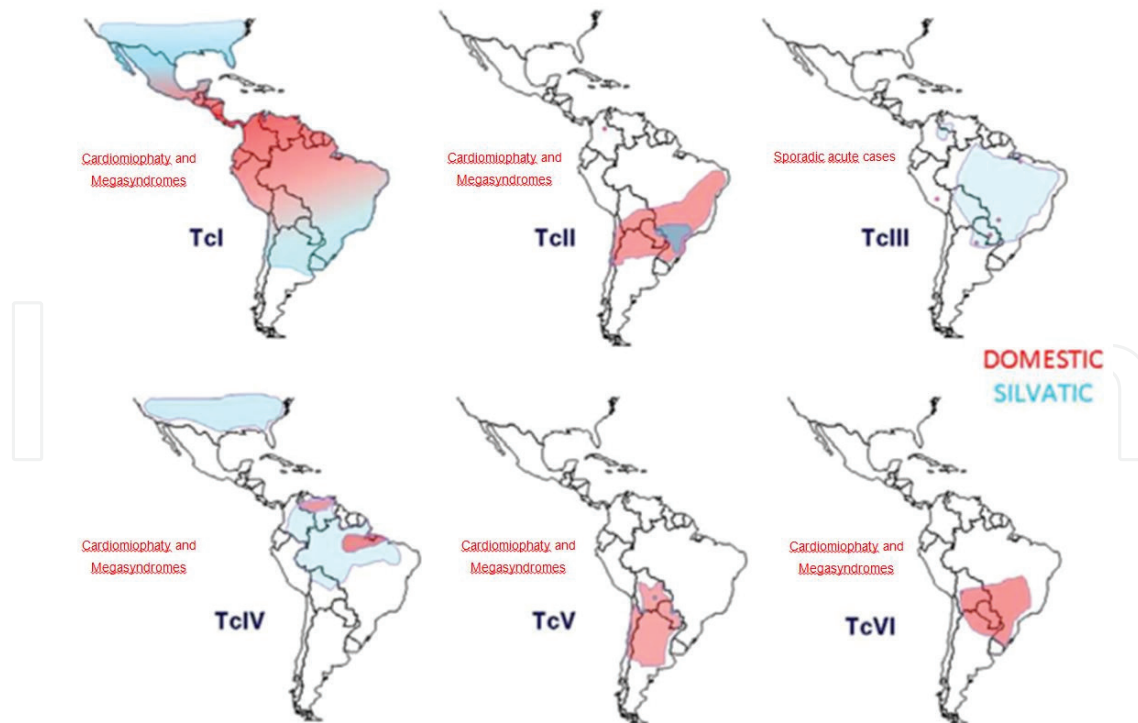 Cardiomiophaty and
Megasyndromes
TcI
Cardiomiophaty and
Megasyndromes
TcII
Sporadic acute cases
TcIII
DOMESTIC
SILVATIC
Cardiomiophaty and
Megasyndromes
TcIV
Cardiomiophaty and
Megasyndromes
TcV
Cardiomiophaty and
Megasyndromes
TcVI